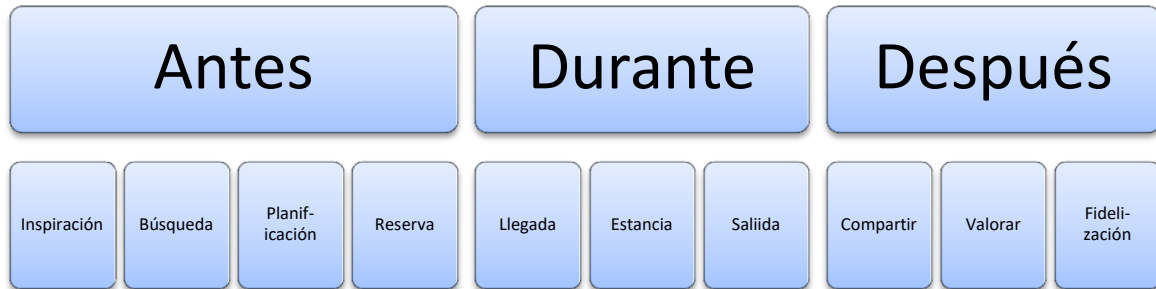 Antes
Durante
Después
Inspiración
Búsqueda
Planif-
icación
Reserva
Llegada
Estancia
Saliida
Compartir
Valorar
Fideli-
zación